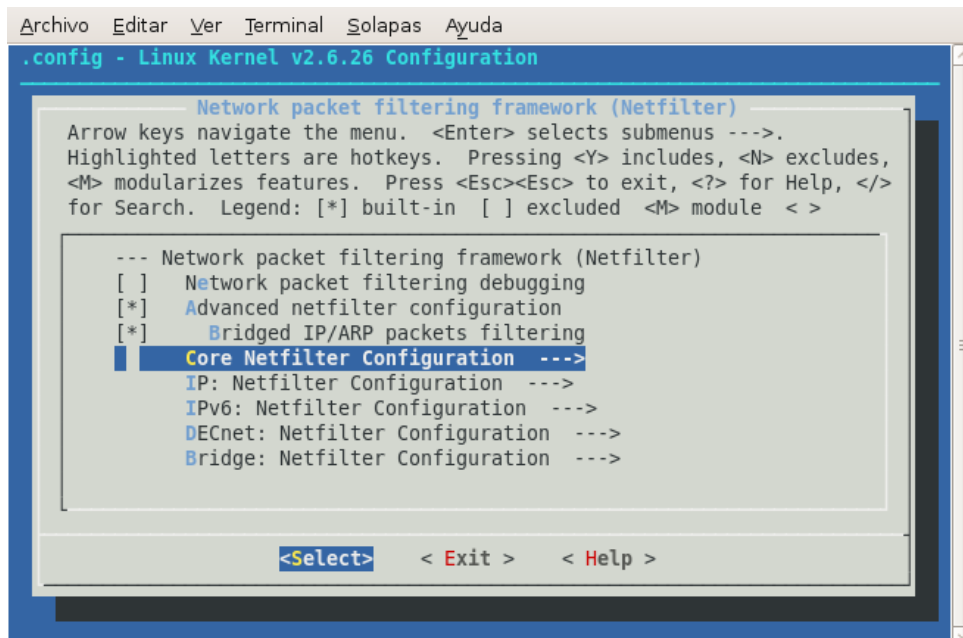 Archivo Editar Ver Terminal Solapas Ayuda
.config - Linux Kernel v2.6.26 Configuration
Network packet filtering framework (Netfilter)
Arrow keys navigate the menu. <Enter> selects submenus --->.
Highlighted letters are hotkeys. Pressing <Y> includes, <N> excludes,
<M> modularizes features. Press <Esc><Esc> to exit, <?> for Help, </>
for Search. Legend: [*] built-in [ ] excluded <M> module < >
--- Network packet filtering framework (Netfilter)
[ ] Network packet filtering debugging
[*] Advanced netfilter configuration
[*] Bridged IP/ARP packets filtering
Core Netfilter Configuration --->
IP: Netfilter Configuration --->
IPv6: Netfilter Configuration --->
DECnet: Netfilter Configuration --->
Bridge: Netfilter Configuration --->
<Select> < Exit > < Help >